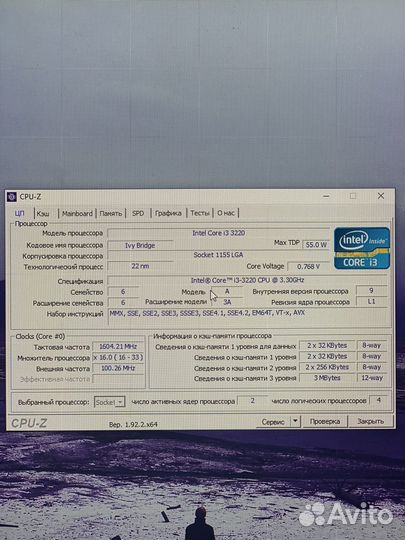 CPU-Z
ЦП Кэш Mainboard Память SPD Графика Тесты О нас
Процессор
Модель процессора Intel Core i3 3220
Кодовое имя процессора Ivy Bridge Max TDP 55.0 W
Корпусировка процессора Socket 1155 LGA
Технологический процесс 22 nm Core Voltage 0.768 V
intel inside™
CORE i3
Спецификация Intel® Core™ i3-3220 CPU @ 3.30GHz
Семейство 6 Модель A Внутренняя версия процессора 9
Расширение семейства 6 Расширение модели 3A Ревизия ядра процессора L1
Набор инструкций MMX, SSE, SSE2, SSE3, SSSE3, SSE4.1, SSE4.2, EM64T, VT-x, AVX
Clocks (Core #0)
Тактовая частота 1604.21 MHz
Множитель процессора x 16.0 ( 16 - 33 )
Внешняя частота 100.26 MHz
Эффективная частота
Информация о кэш-памяти процессора
Сведения о кэш-памяти 1 уровня для данных 2 x 32 KBytes 8-way
Сведения о кэш-памяти 1 уровня 2 x 32 KBytes 8-way
Сведения о кэш-памяти 2 уровня 2 x 256 KBytes 8-way
Сведения о кэш-памяти 3 уровня 3 MBytes 12-way
Выбранный процессор: Socket число активных ядер процессора 2 число логических процессоров 4
CPU-Z Вер. 1.92.2.x64 Сервис Проверка Закрыть
Avito